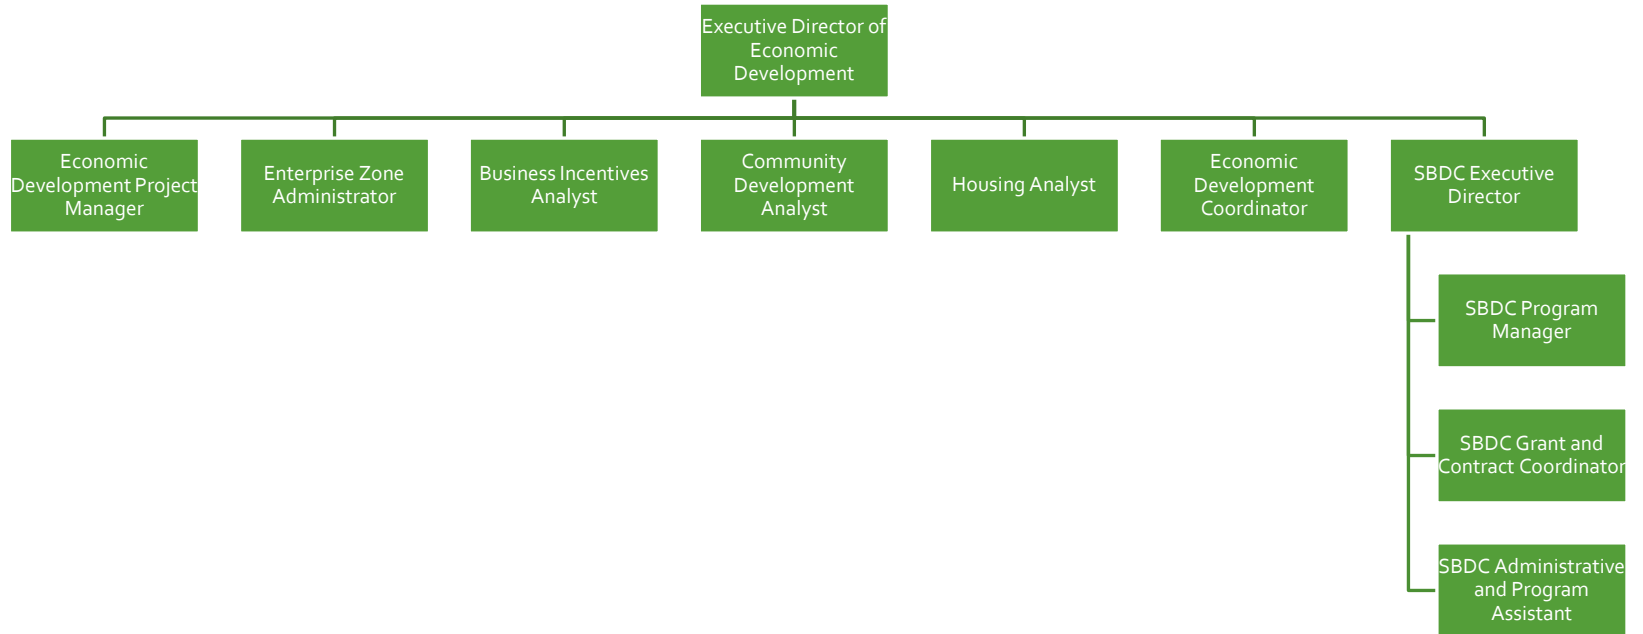 Executive Director of
Economic
Development
Economic
Development Project
Manager
Enterprise Zone
Administrator
Business Incentives
Analyst
Community
Development
Analyst
Housing Analyst
Economic
Development
Coordinator
SBDC Executive
Director
SBDC Program
Manager
SBDC Grant and
Contract Coordinator
SBDC Administrative
and Program
Assistant